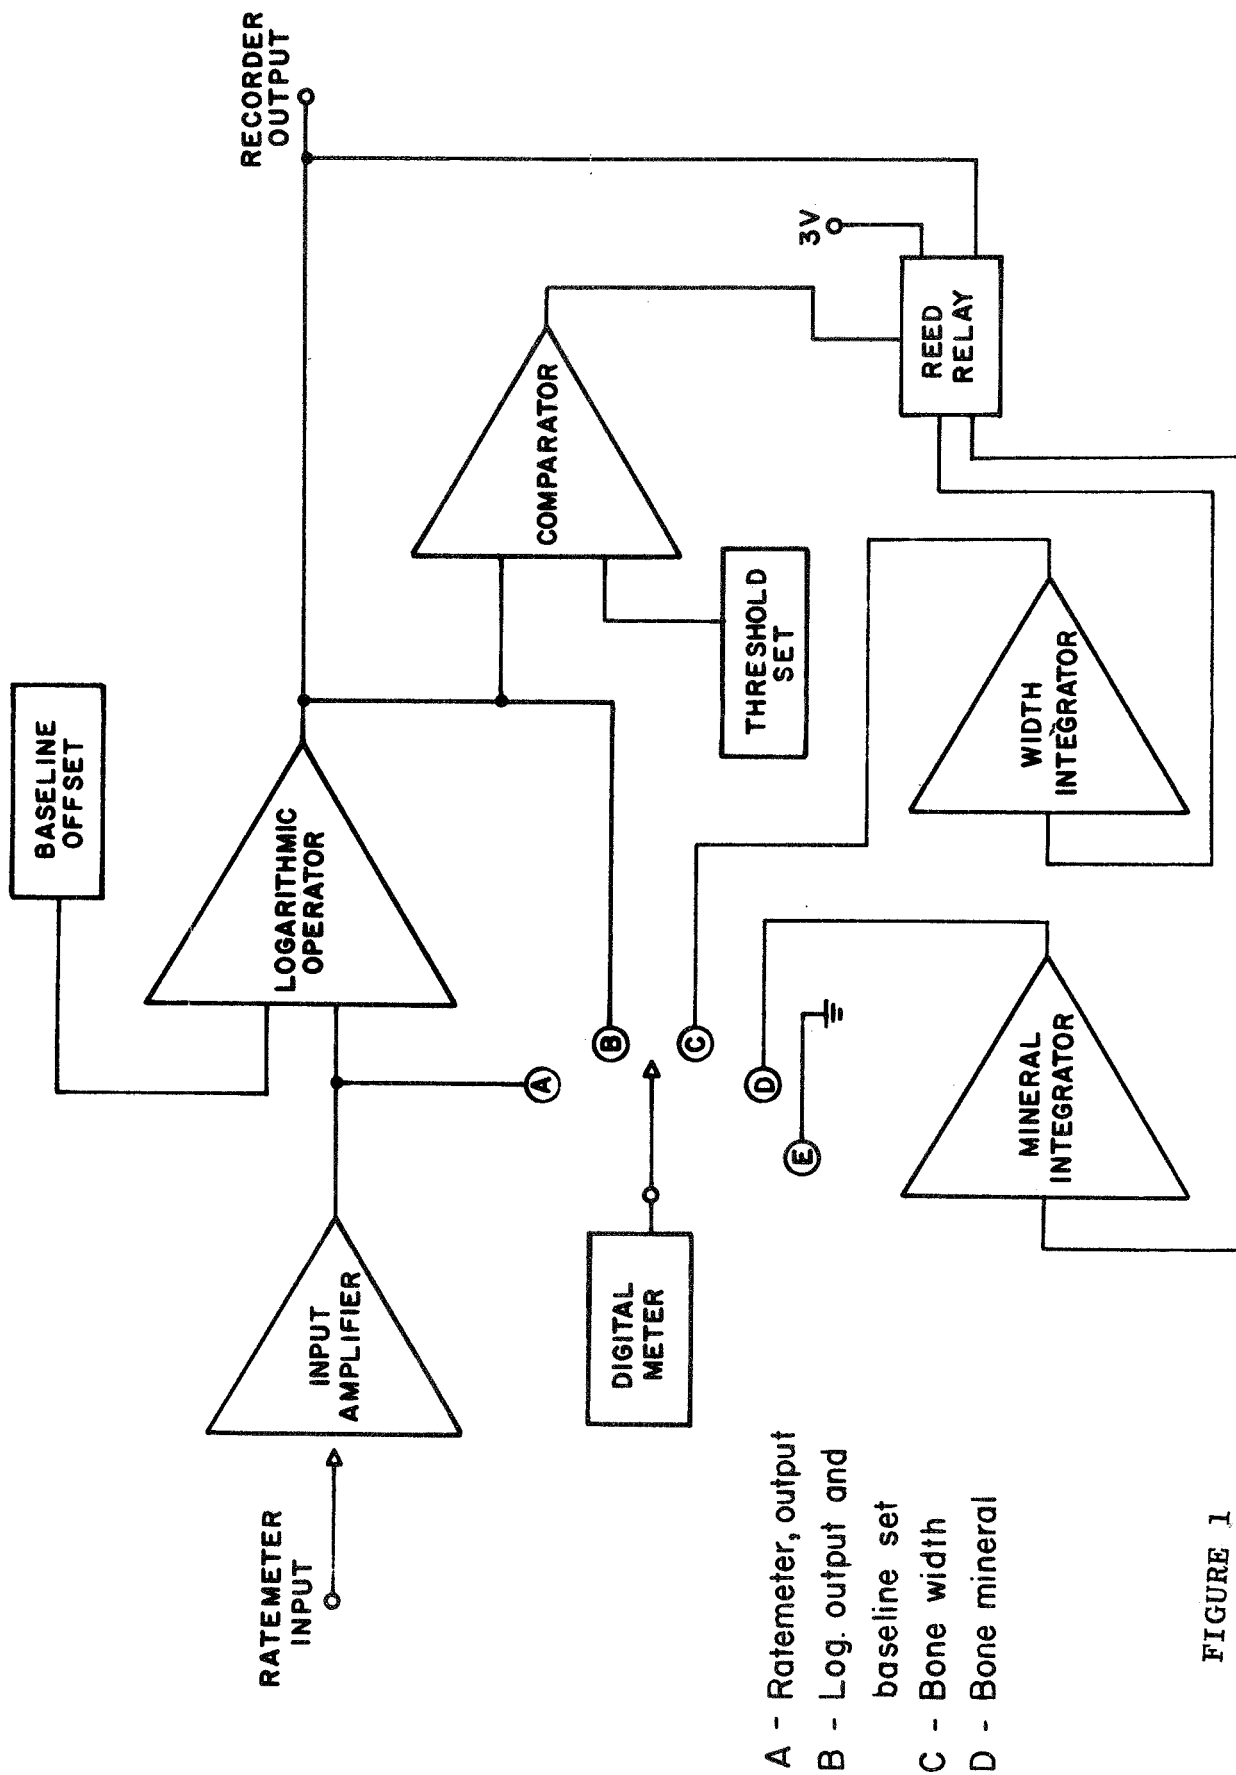 RECORDER
OUTPUT
BASELINE
OFFSET
LOGARITHMIC
OPERATOR
RATEMETER
INPUT
INPUT
AMPLIFIER
A
B
C
D
E
DIGITAL
METER
COMPARATOR
THRESHOLD
SET
3V
REED
RELAY
WIDTH
INTEGRATOR
MINERAL
INTEGRATOR
A - Ratemeter, output
B - Log. output and
baseline set
C - Bone width
D - Bone mineral
FIGURE 1